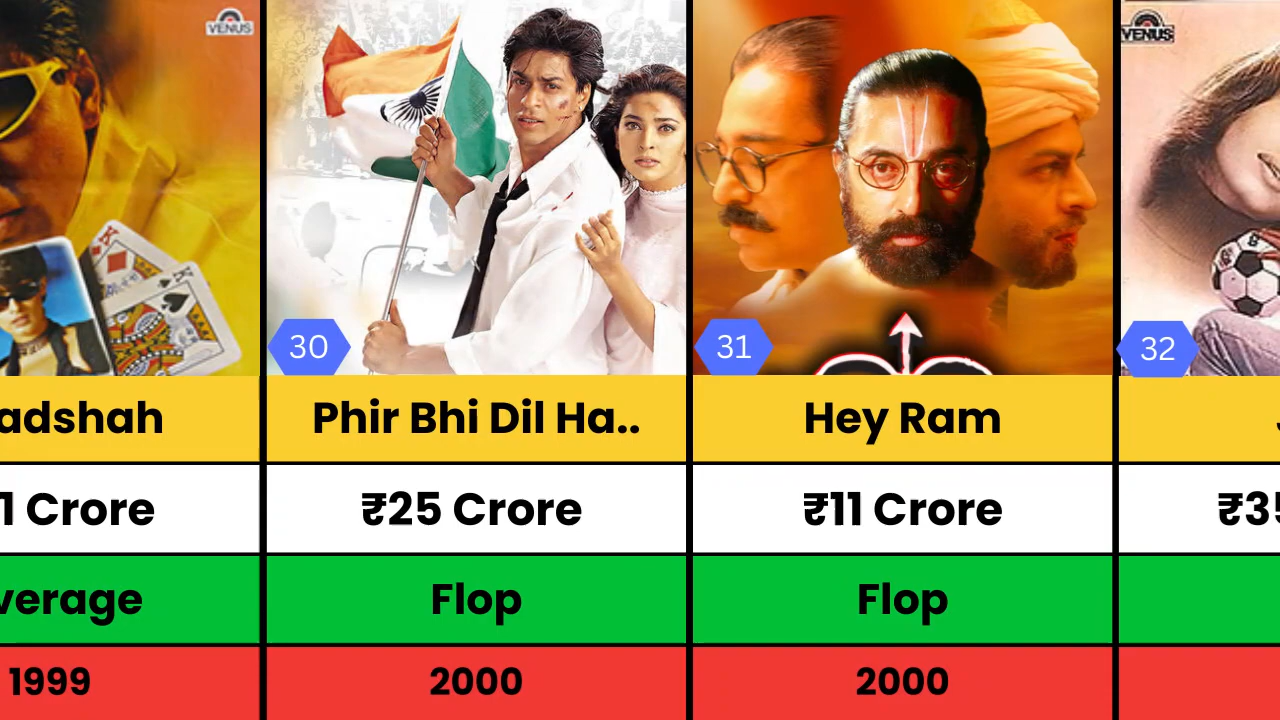 VENUS
VENUS
30
31
32
adshah
Phir Bhi Dil Ha..
Hey Ram
1 Crore
₹25 Crore
₹11 Crore
₹35
verage
Flop
Flop
1999
2000
2000